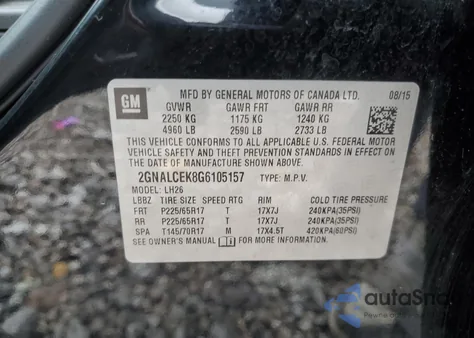 GM
MFD BY GENERAL MOTORS OF CANADA LTD. 08/15
GVWR GAWR FRT GAWR RR
2250 KG 1175 KG 1240 KG
4960 LB 2590 LB 2733 LB
THIS VEHICLE CONFORMS TO ALL APPLICABLE U.S. FEDERAL MOTOR
VEHICLE SAFETY, BUMPER, AND THEFT PREVENTION STANDARDS
IN EFFECT ON THE DATE OF MANUFACTURE SHOWN ABOVE.
2GNALCEK8G6105157 TYPE: M.P.V.
MODEL: LH26
LBBZ TIRE SIZE SPEED RTG RIM COLD TIRE PRESSURE
FRT P225/65R17 T 17X7J 240KPA(35PSI)
RR P225/65R17 T 17X7J 240KPA(35PSI)
SPA T145/70R17 M 17X4.5T 420KPA(60PSI)
SEE OWNER'S MANUAL FOR MORE INFORMATION.
autoSna